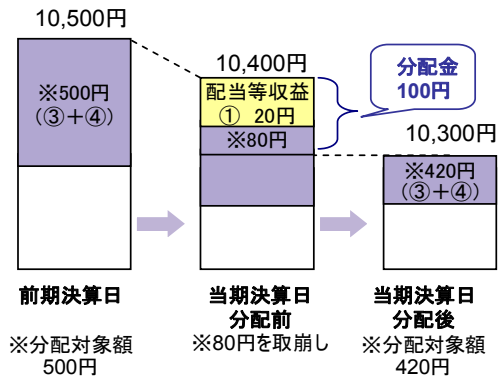 10,500円
※500円
(③+④)
前期決算日
※分配対象額
500円
10,400円
配当等収益
① 20円
※80円
当期決算日
分配前
※80円を取崩し
分配金
100円
10,300円
※420円
(③+④)
当期決算日
分配後
※分配対象額
420円